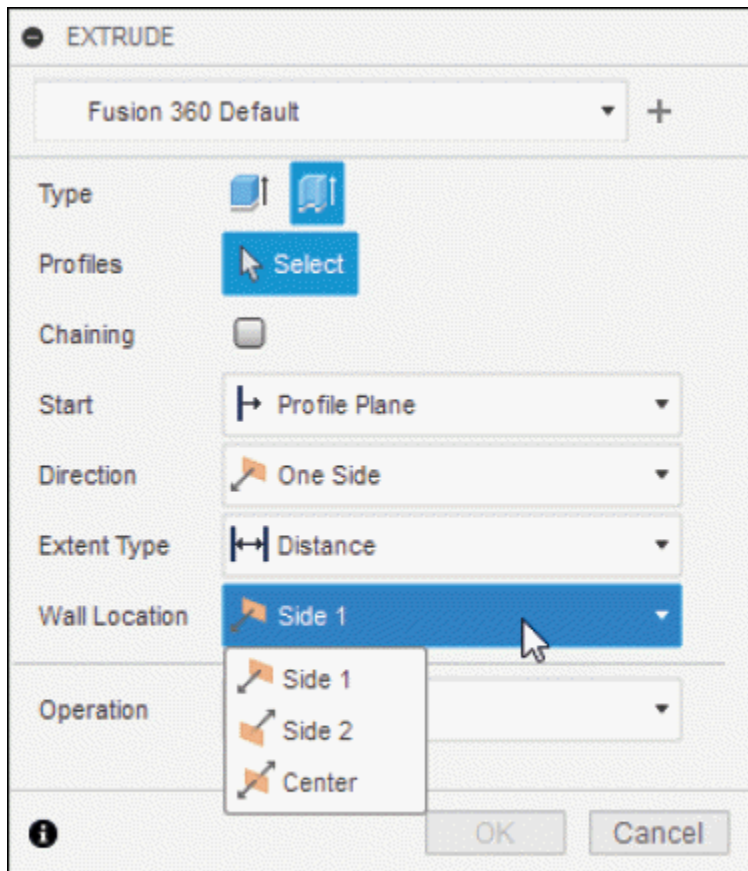 EXTRUDE
Fusion 360 Default
Type
Profiles Select
Chaining
Start Profile Plane
Direction One Side
Extent Type Distance
Wall Location Side 1
Side 1
Operation
Side 2
Center
OK Cancel